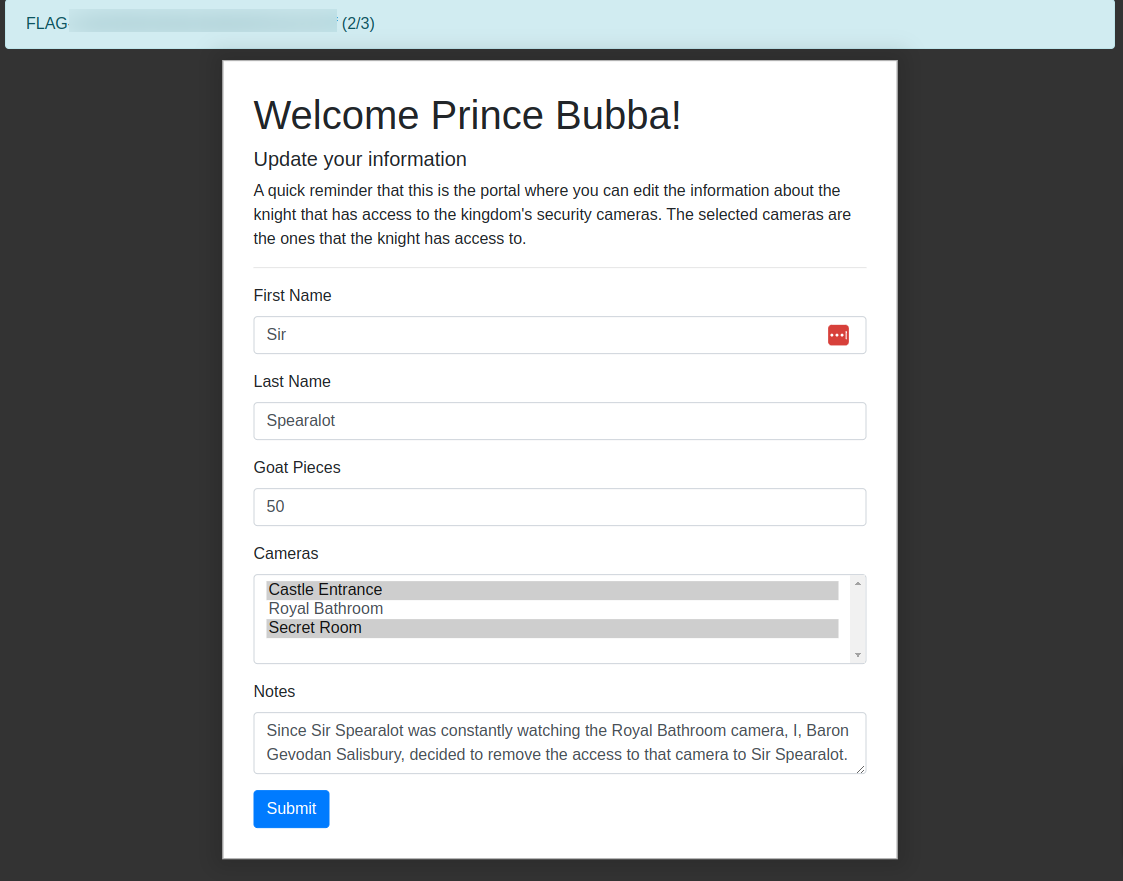 FLAG (2/3)
Welcome Prince Bubba!
Update your information
A quick reminder that this is the portal where you can edit the information about the
knight that has access to the kingdom's security cameras. The selected cameras are
the ones that the knight has access to.
First Name
Sir
Last Name
Spearalot
Goat Pieces
50
Cameras
Castle Entrance
Royal Bathroom
Secret Room
Notes
Since Sir Spearalot was constantly watching the Royal Bathroom camera, I, Baron
Gevodan Salisbury, decided to remove the access to that camera to Sir Spearalot.
Submit